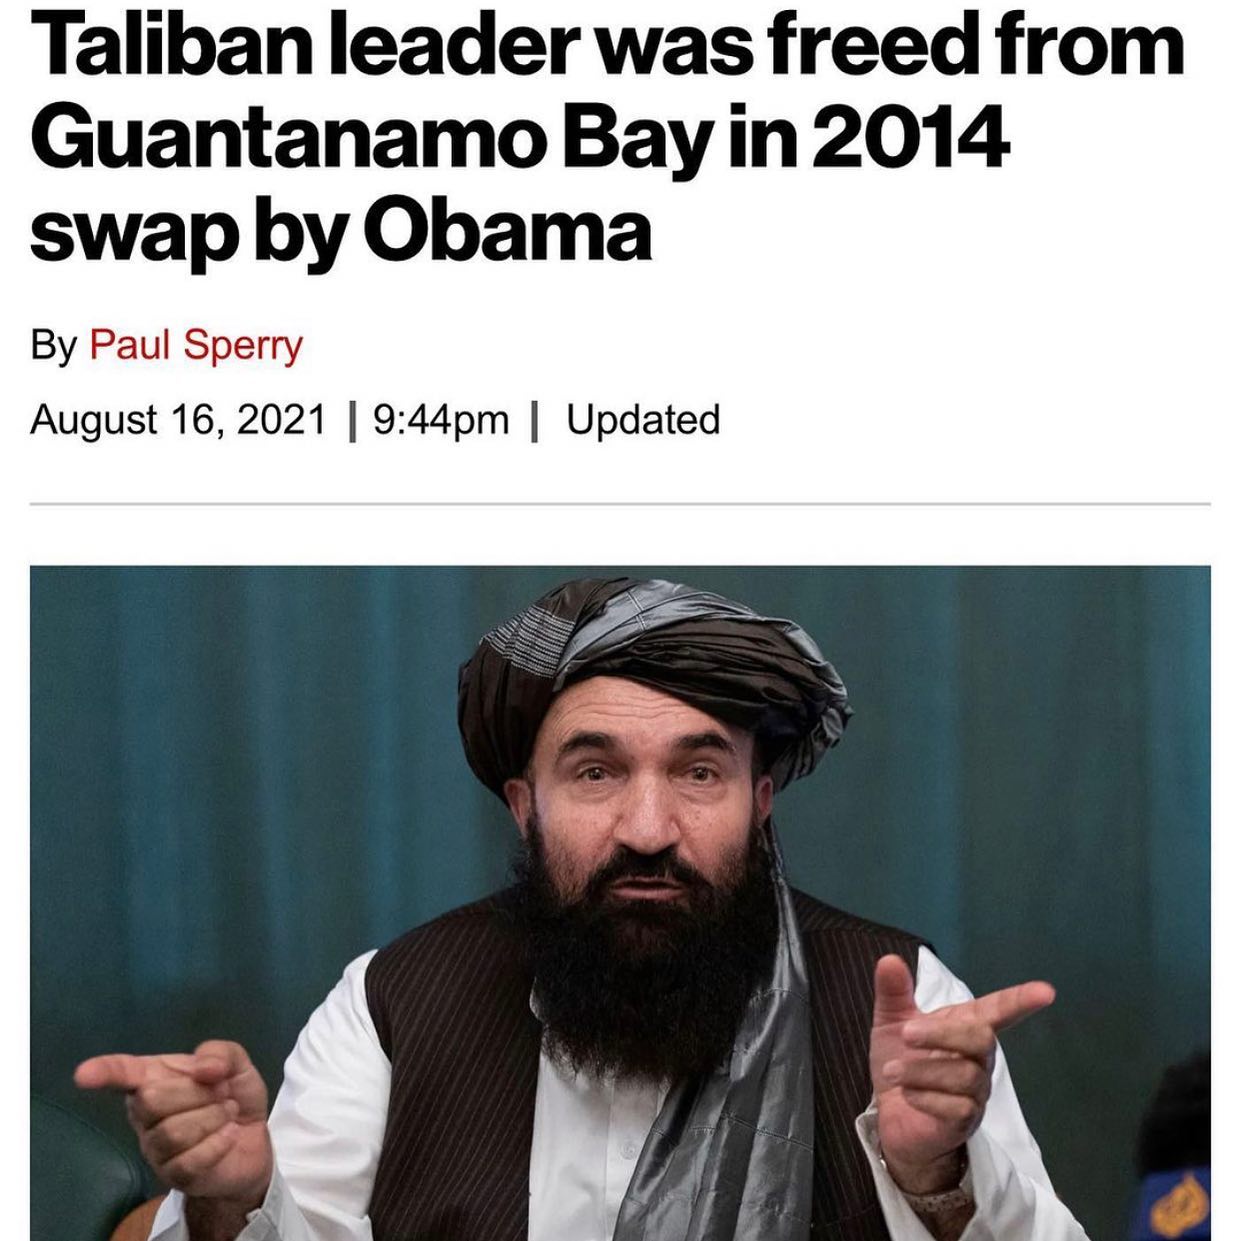 Taliban leader was freed from
Guantanamo Bay in 2014
swap by Obama
By Paul Sperry
August 16, 2021 | 9:44pm | Updated